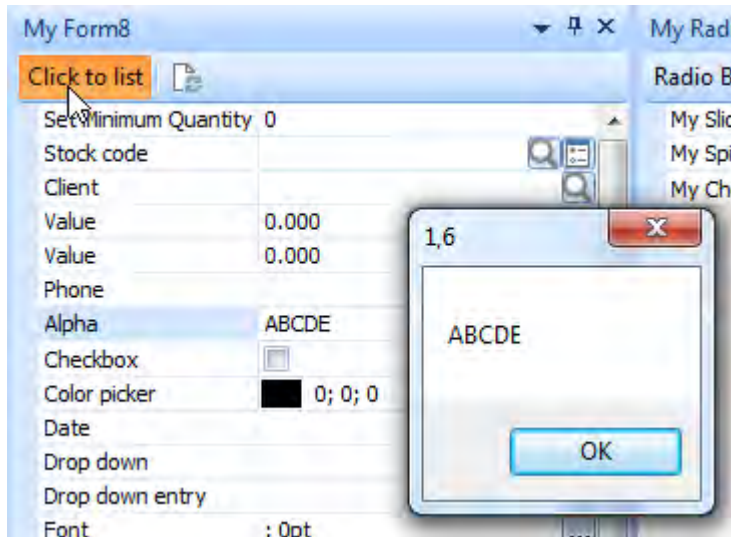 My Form8
My Rad
Click to list
Radio B
Set Minimum Quantity 0
My Slid
Stock code
My Spi
Client
My Ch
Value 0.000
Value 0.000
Phone
Alpha ABCDE
Checkbox
Color picker 0; 0; 0
Date
Drop down
Drop down entry
Font : 0pt ...
1,6
ABCDE
OK